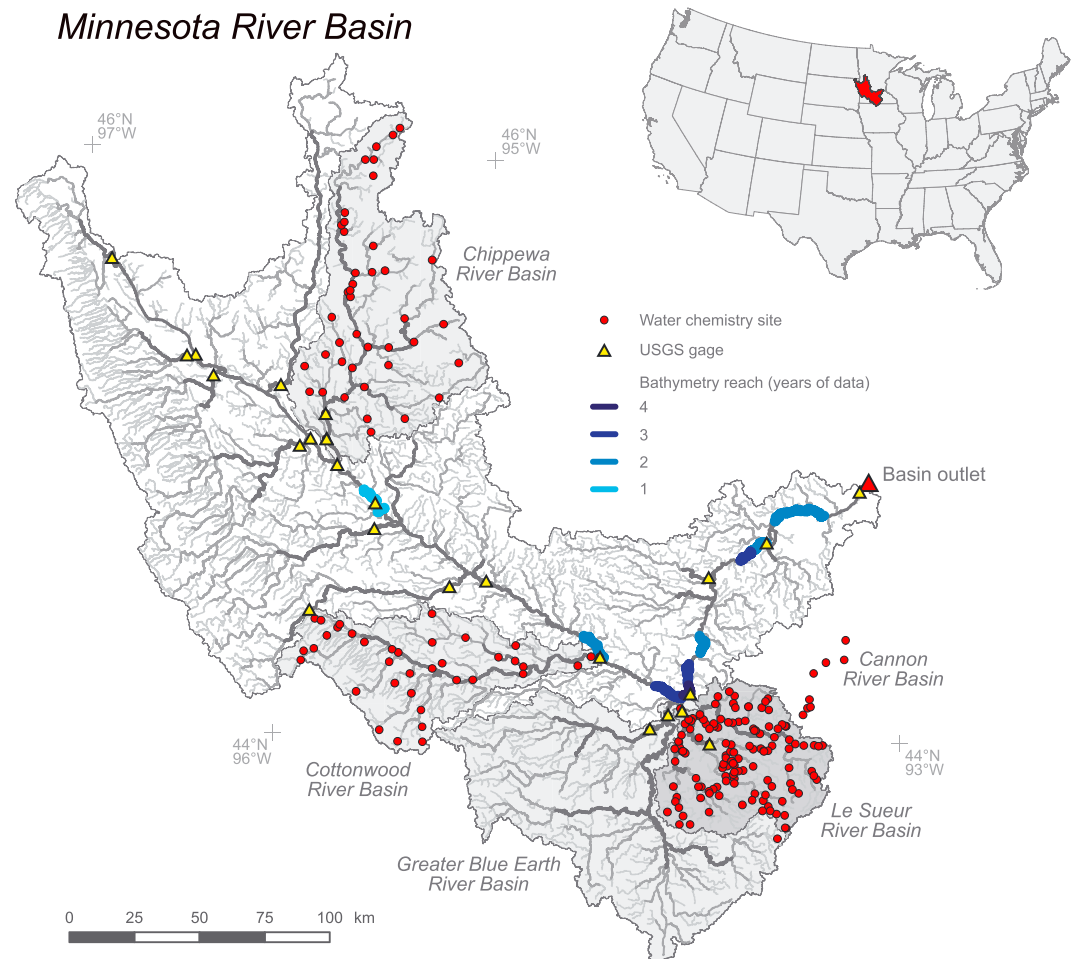 Minnesota River Basin
46°N
97°W
46°N
95°W
Chippewa
River Basin
Water chemistry site
USGS gage
Bathymetry reach (years of data)
4
3
2
1
Basin outlet
Cannon
River Basin
44°N
96°W
44°N
93°W
Cottonwood
River Basin
Le Sueur
River Basin
Greater Blue Earth
River Basin
0 25 50 75 100 km